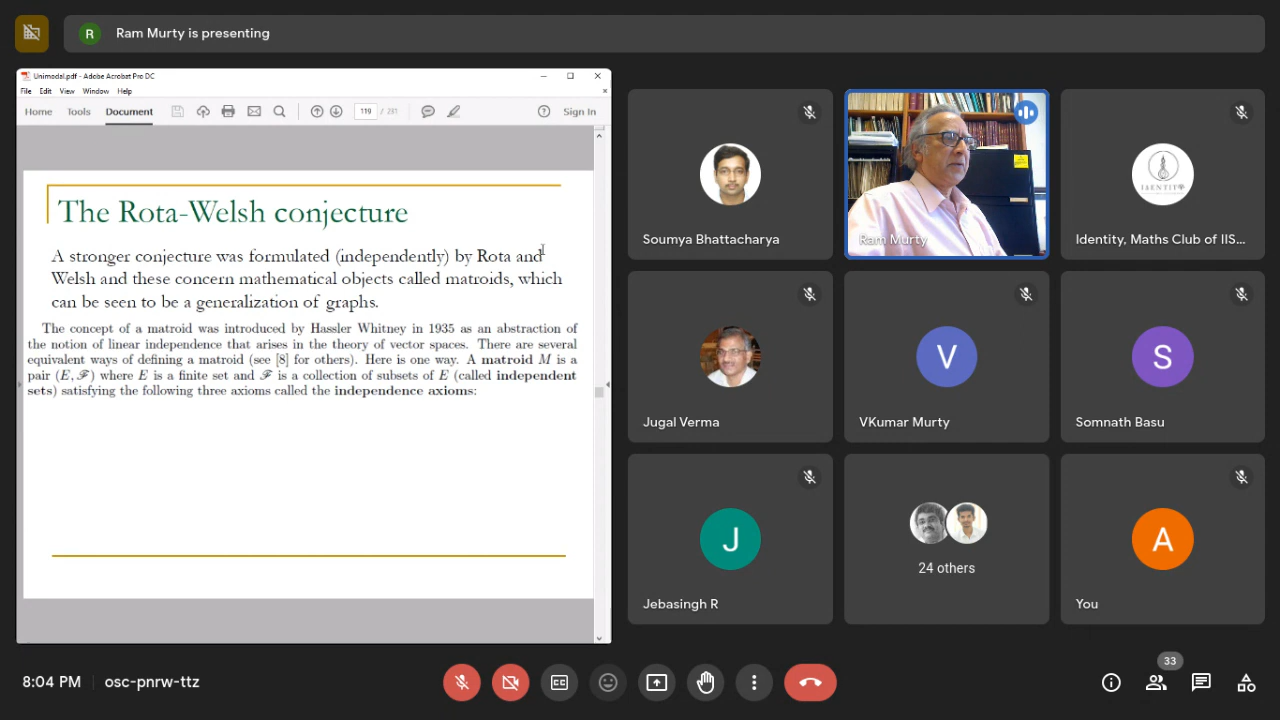 R
Ram Murty is presenting
Unimodal.pdf - Adobe Acrobat Pro DC
File Edit View Window Help
Home Tools Document 119 / 231 Sign In
The Rota-Welsh conjecture
A stronger conjecture was formulated (independently) by Rota and
Welsh and these concern mathematical objects called matroids, which
can be seen to be a generalization of graphs.
The concept of a matroid was introduced by Hassler Whitney in 1935 as an abstraction of
the notion of linear independence that arises in the theory of vector spaces. There are several
equivalent ways of defining a matroid (see [8] for others). Here is one way. A matroid M is a
pair (E, ℱ) where E is a finite set and ℱ is a collection of subsets of E (called independent
sets) satisfying the following three axioms called the independence axioms:
Soumya Bhattacharya
Ram Murty
IDENTITY
Identity, Maths Club of IIS...
Jugal Verma
V
VKumar Murty
S
Somnath Basu
J
Jebasingh R
24 others
A
You
8:04 PM osc-pnrw-ttz
33